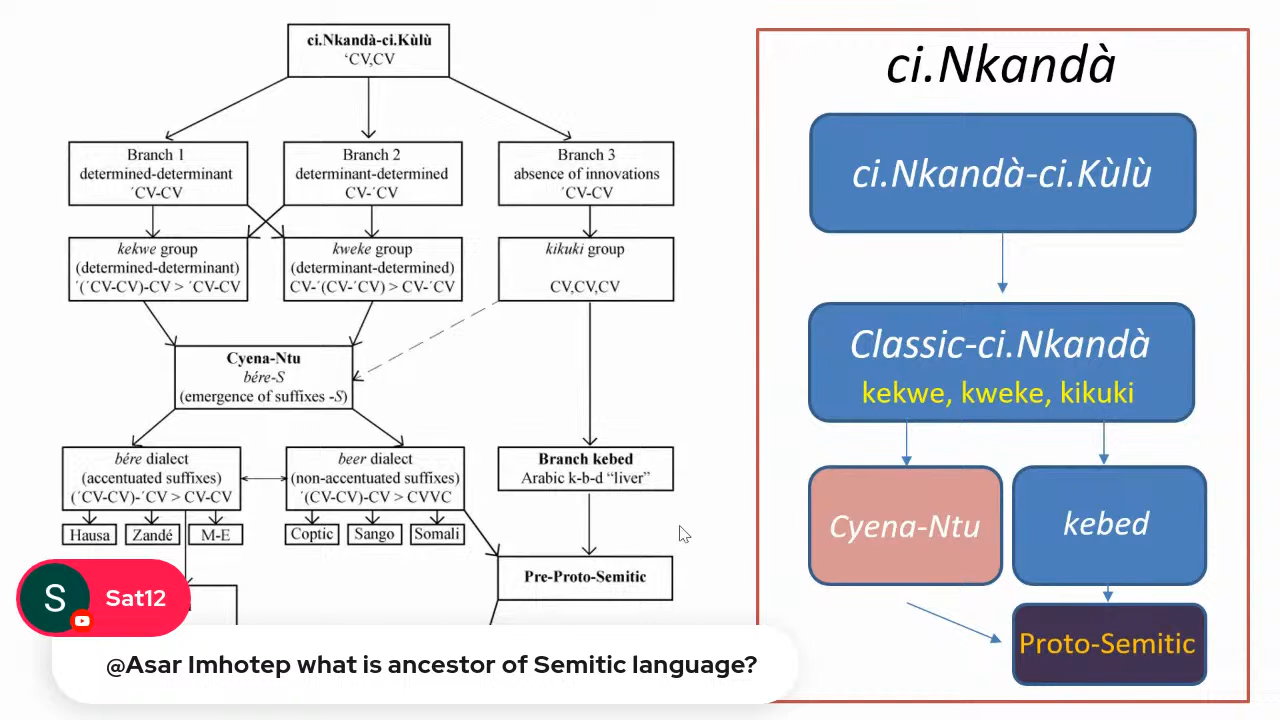 ci.Nkandà-ci.Kùlù
‘CV,CV
Branch 1
determined-determinant
´CV-CV
Branch 2
determinant-determined
CV-´CV
Branch 3
absence of innovations
´CV-CV
kekwe group
(determined-determinant)
´(´CV-CV)-CV > ´CV-CV
kweke group
(determinant-determined)
CV-´(CV-´CV) > CV-´CV
kikuki group
CV,CV,CV
Cyena-Ntu
bére-S
(emergence of suffixes -S)
bére dialect
(accentuated suffixes)
(´CV-CV)-´CV > CV-CV
beer dialect
(non-accentuated suffixes)
´(CV-CV)-CV > CVVC
Branch kebed
Arabic k-b-d “liver”
Hausa
Zandé
M-E
Coptic
Sango
Somali
Pre-Proto-Semitic
ci.Nkandà
ci.Nkandà-ci.Kùlù
Classic-ci.Nkandà
kekwe, kweke, kikuki
Cyena-Ntu
kebed
Proto-Semitic
S
Sat12
@Asar Imhotep what is ancestor of Semitic language?